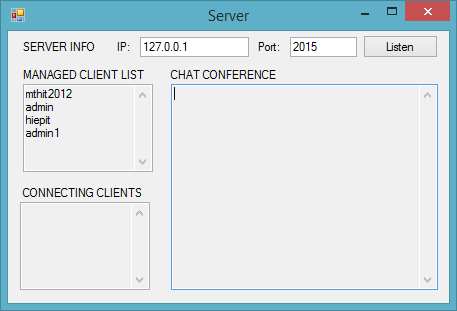 Server
SERVER INFO IP: 127.0.0.1 Port: 2015 Listen
MANAGED CLIENT LIST CHAT CONFERENCE
mthit2012
admin
hiepit
admin1
CONNECTING CLIENTS